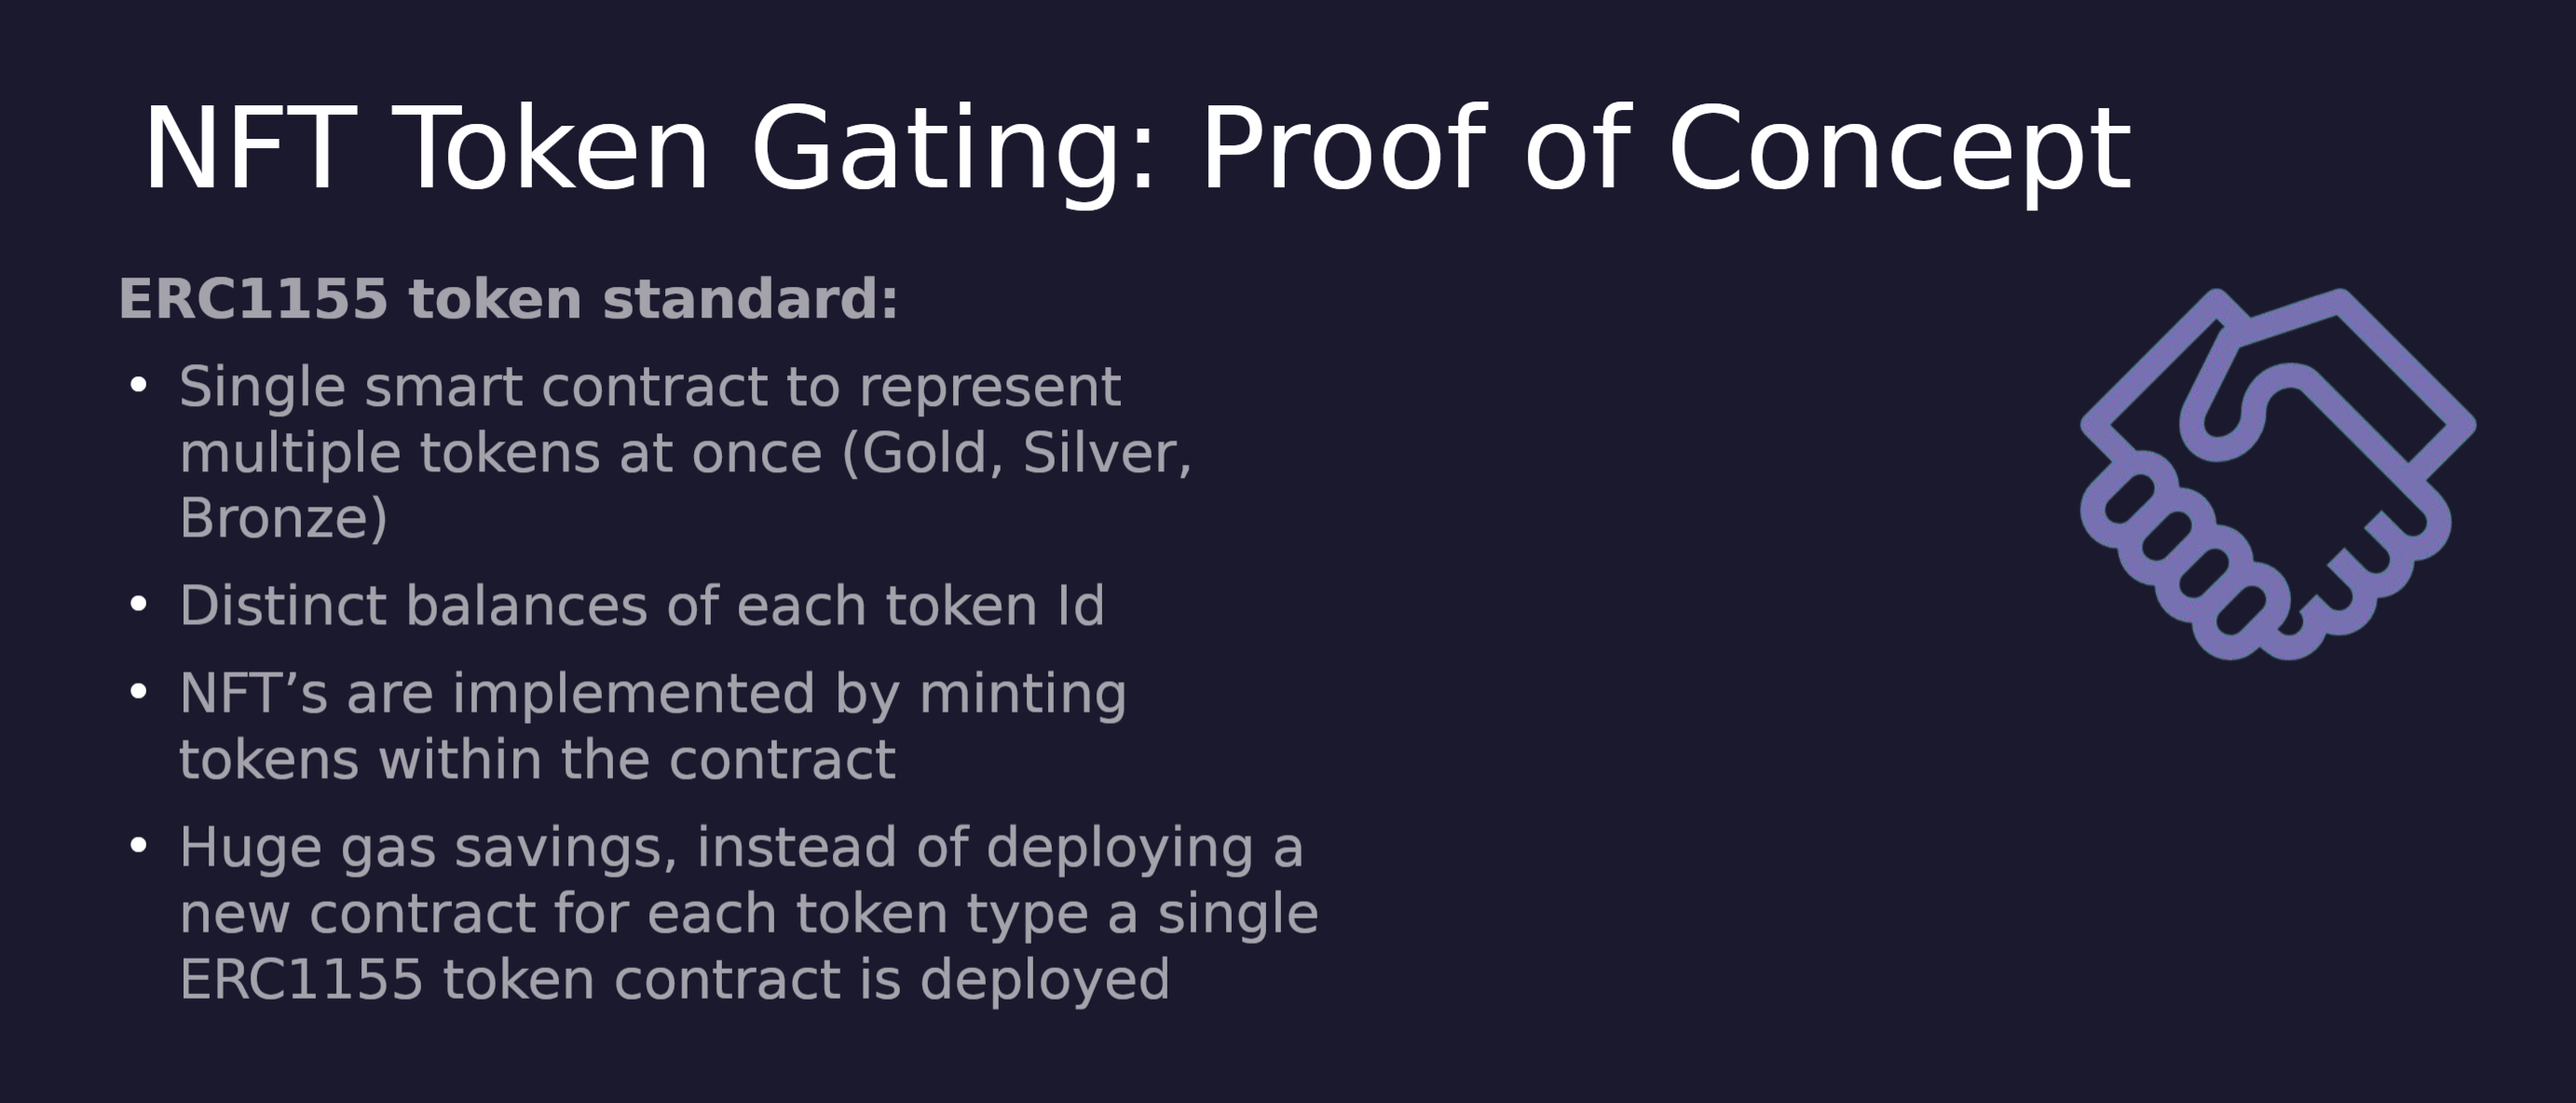 NFT Token Gating: Proof of Concept
ERC1155 token standard:
• Single smart contract to represent
multiple tokens at once (Gold, Silver,
Bronze)
• Distinct balances of each token Id
• NFT’s are implemented by minting
tokens within the contract
• Huge gas savings, instead of deploying a
new contract for each token type a single
ERC1155 token contract is deployed